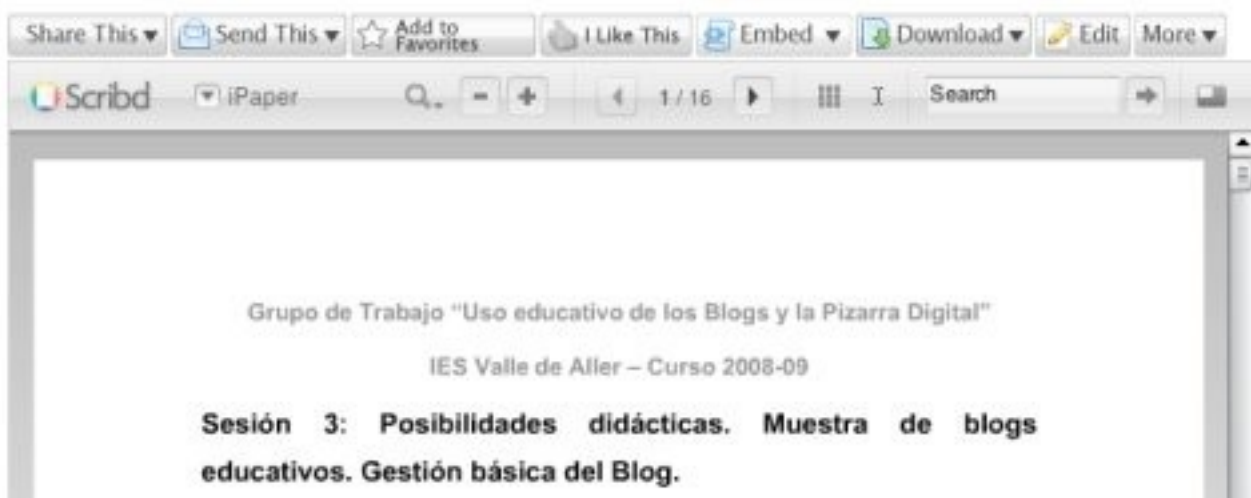 Share This Send This Add to Favorites I Like This Embed Download Edit More
Scribd iPaper 1 / 16 Search
Grupo de Trabajo “Uso educativo de los Blogs y la Pizarra Digital”
IES Valle de Aller – Curso 2008-09
Sesión 3: Posibilidades didácticas. Muestra de blogs
educativos. Gestión básica del Blog.